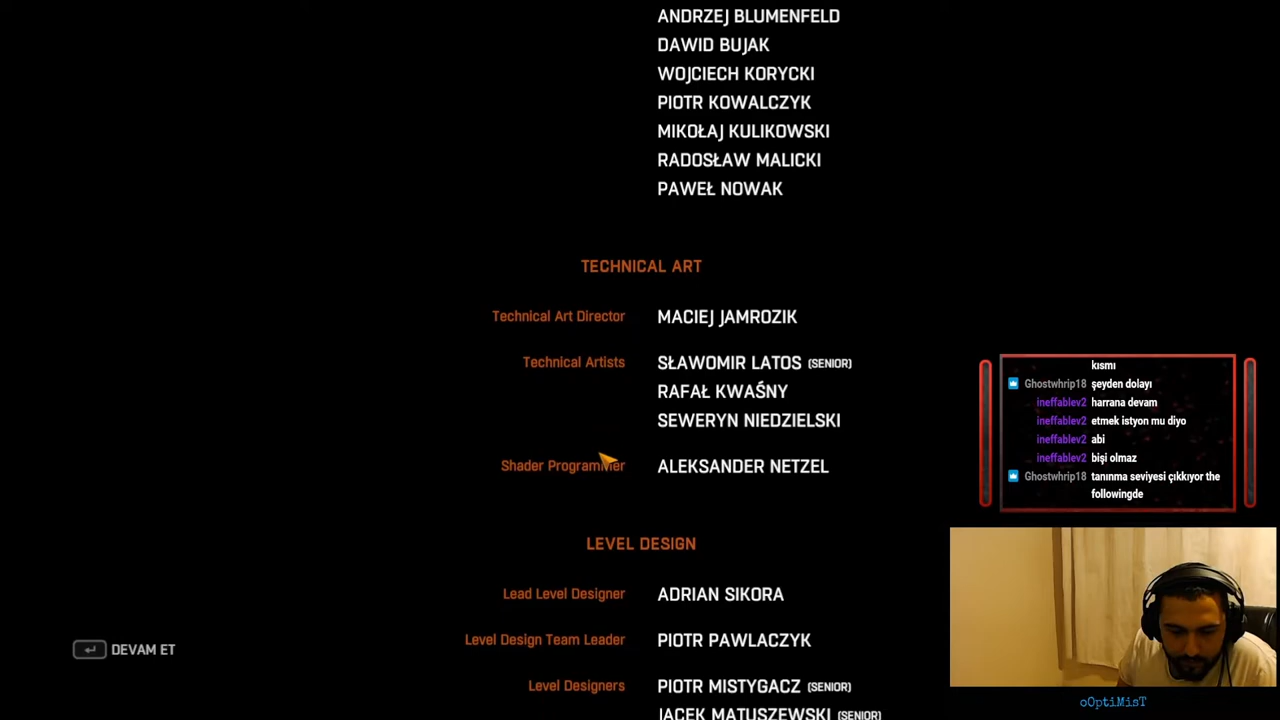 ANDRZEJ BLUMENFELD
DAWID BUJAK
WOJCIECH KORYCKI
PIOTR KOWALCZYK
MIKOŁAJ KULIKOWSKI
RADOSŁAW MALICKI
PAWEŁ NOWAK
TECHNICAL ART
Technical Art Director MACIEJ JAMROZIK
Technical Artists SŁAWOMIR LATOS (SENIOR)
RAFAŁ KWAŚNY
SEWERYN NIEDZIELSKI
Shader Programmer ALEKSANDER NETZEL
LEVEL DESIGN
Lead Level Designer ADRIAN SIKORA
Level Design Team Leader PIOTR PAWLACZYK
Level Designers PIOTR MISTYGACZ (SENIOR)
JACEK MATUSZEWSKI (SENIOR)
DEVAM ET
kısmı
Ghostwhrip18 şeyden dolayı
ineffablev2 harrana devam
ineffablev2 etmek istyon mu diyo
ineffablev2 abi
ineffablev2 bişi olmaz
Ghostwhrip18 tanınma seviyesi çıkkıyor the
followingde
oOptiMisT